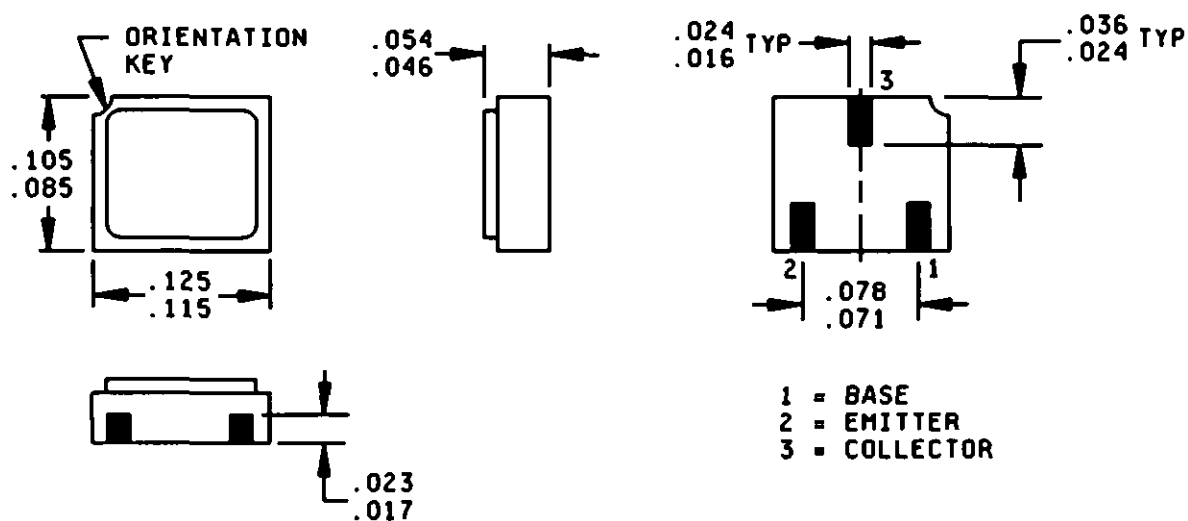 ORIENTATION
KEY
.054
.046
.024
.016 TYP
.036
.024 TYP
3
.105
.085
.125
.115
2
1
.078
.071
1 = BASE
2 = EMITTER
3 = COLLECTOR
.023
.017